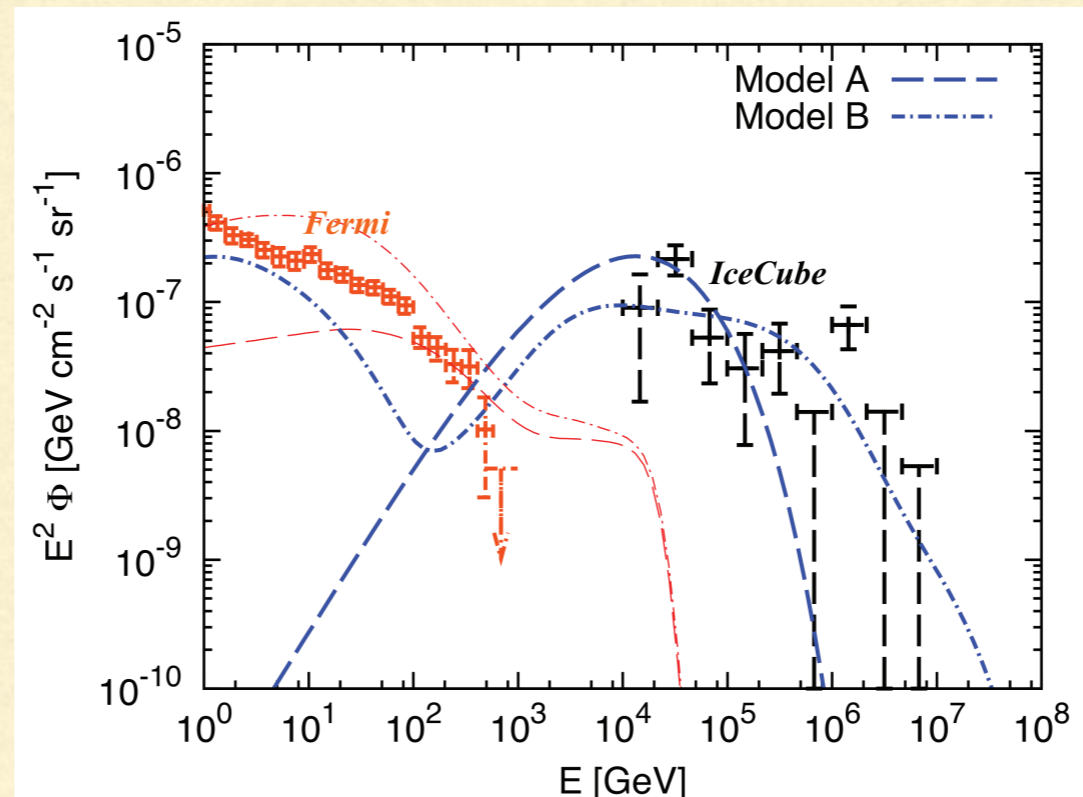 Model A
Model B
Fermi
IceCube
E² Φ [GeV cm⁻² s⁻¹ sr⁻¹]
10⁻⁵
10⁻⁶
10⁻⁷
10⁻⁸
10⁻⁹
10⁻¹⁰
10⁰ 10¹ 10² 10³ 10⁴ 10⁵ 10⁶ 10⁷ 10⁸
E [GeV]